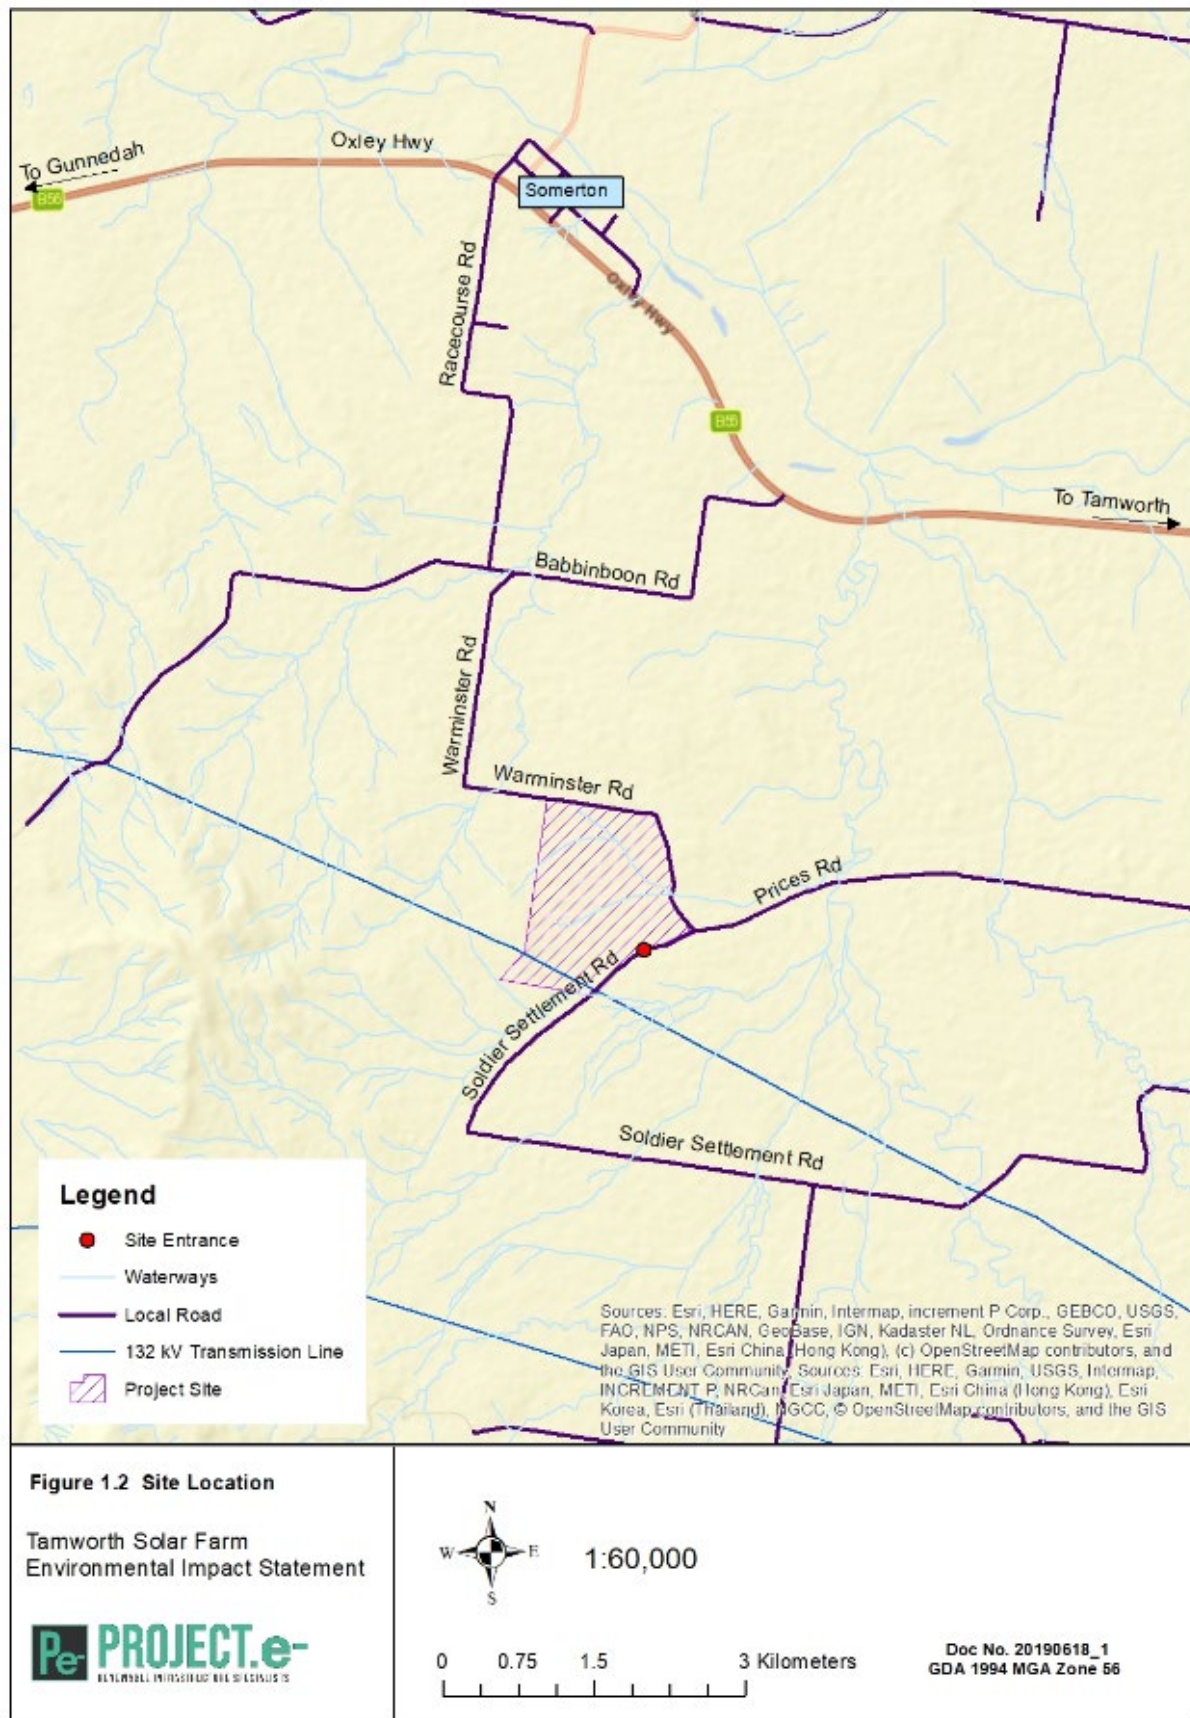 To Gunnedah
Oxley Hwy
B56
Somerton
Racecourse Rd
Oxley Hwy
B56
To Tamworth
Babbinboon Rd
Warminster Rd
Warminster Rd
Prices Rd
Soldier Settlement Rd
Soldier Settlement Rd
Legend
Site Entrance
Waterways
Local Road
132 kV Transmission Line
Project Site
Sources: Esri, HERE, Garmin, Intermap, increment P Corp., GEBCO, USGS,
FAO, NPS, NRCAN, GeoBase, IGN, Kadaster NL, Ordnance Survey, Esri
Japan, METI, Esri China (Hong Kong), (c) OpenStreetMap contributors, and
the GIS User Community, Sources: Esri, HERE, Garmin, USGS, Intermap,
INCREMENT P, NRCan, Esri Japan, METI, Esri China (Hong Kong), Esri
Korea, Esri (Thailand), NGCC, © OpenStreetMap contributors, and the GIS
User Community
Figure 1.2 Site Location
Tamworth Solar Farm
Environmental Impact Statement
N
W E
S
1:60,000
Pe- PROJECT.e-
RENEWABLE INFRASTRUCTURE SPECIALISTS
0 0.75 1.5 3 Kilometers
Doc No. 20190618_1
GDA 1994 MGA Zone 56